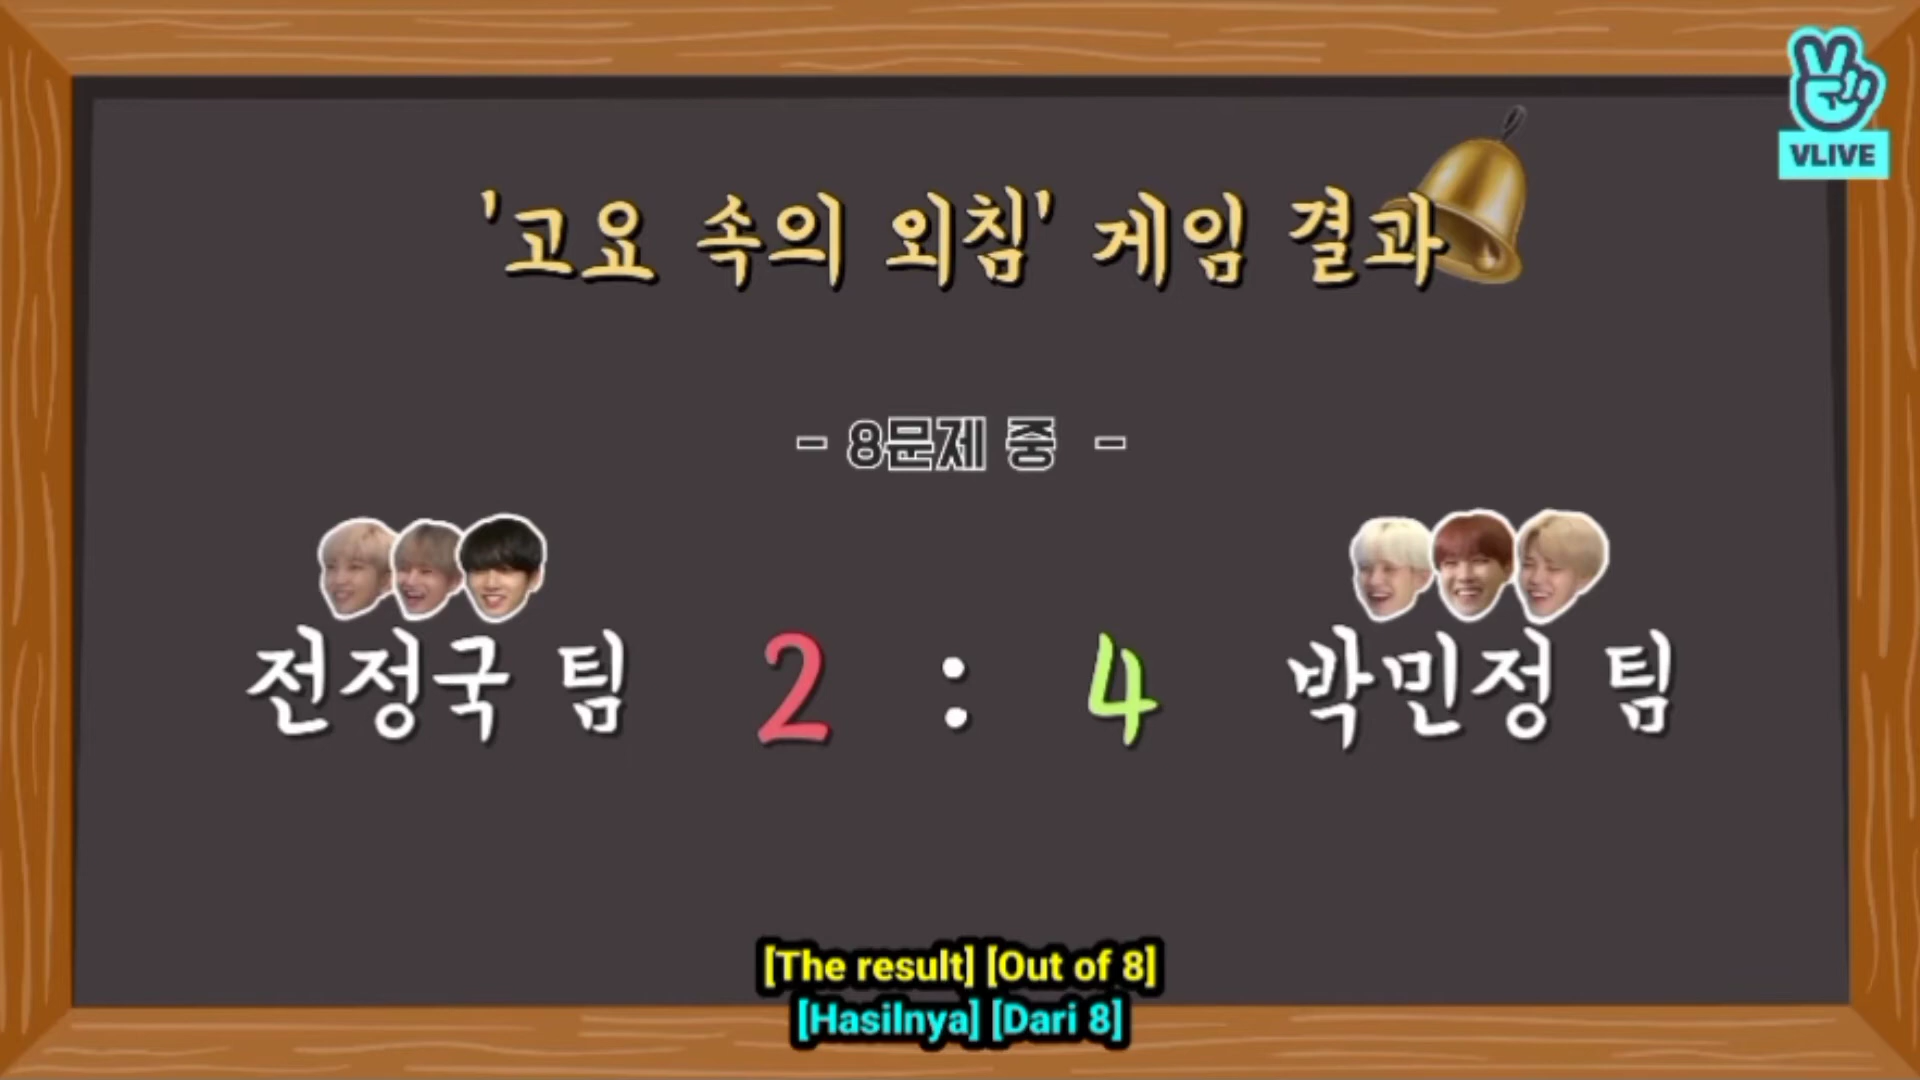 VLIVE
'고요 속의 외침' 게임 결과
- 8문제 중 -
전정국 팀 2 : 4 박민정 팀
[The result] [Out of 8]
[Hasilnya] [Dari 8]